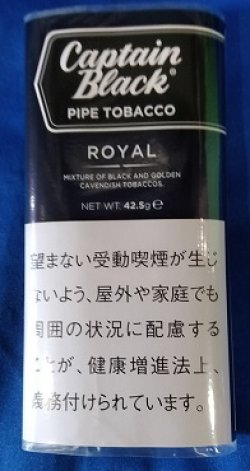 Captain
Black®
PIPE TOBACCO
ROYAL
MIXTURE OF BLACK AND GOLDEN
CAVENDISH TOBACCOS
NET WT. 42.5g ℮
望まない受動喫煙が生じ
ないよう、屋外や家庭でも
周囲の状況に配慮する
ことが、健康増進法上、
義務付けられています。